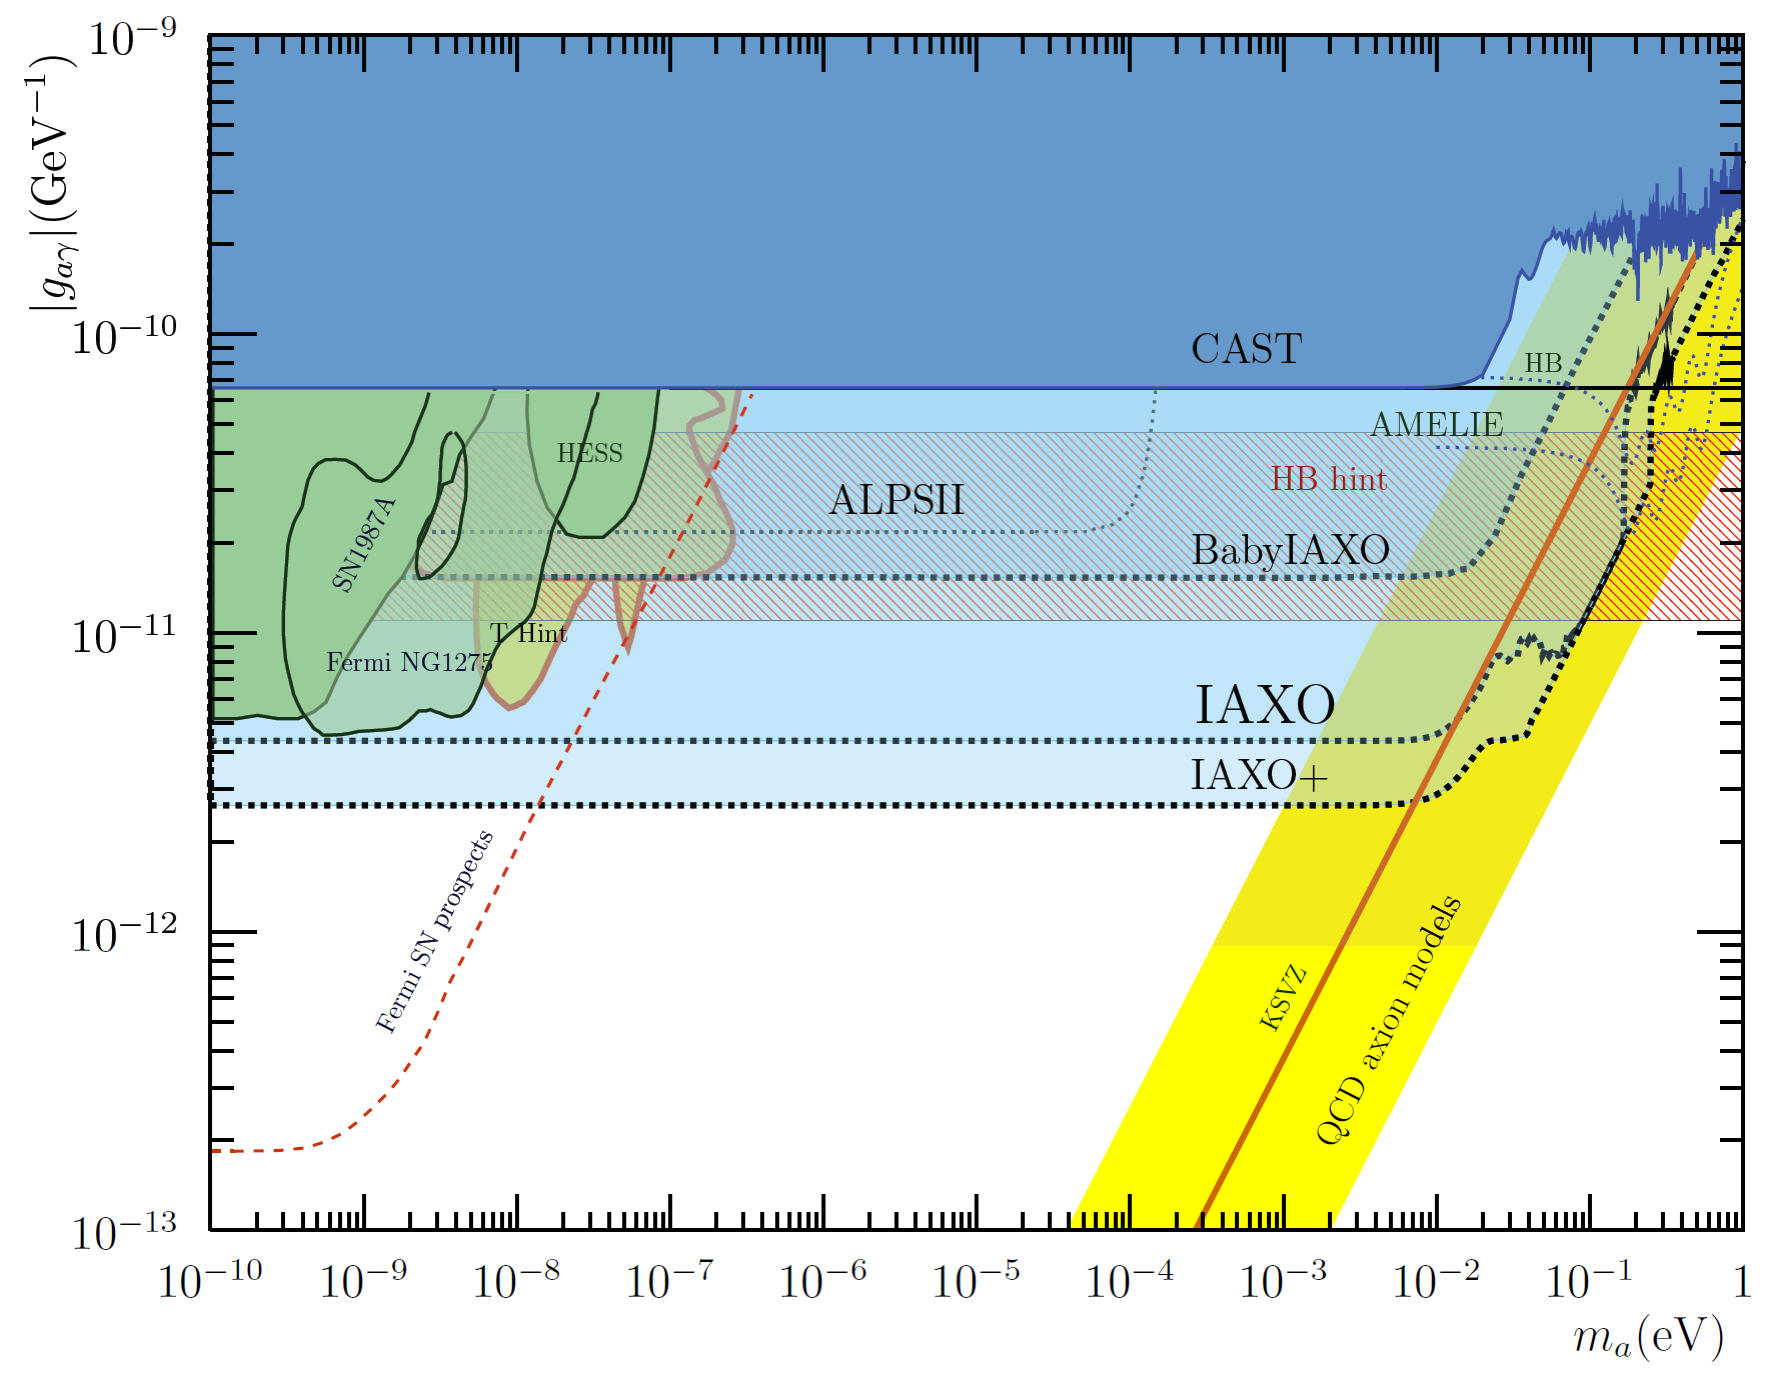 |g_{aγ}|(GeV⁻¹)
10⁻⁹
10⁻¹⁰
10⁻¹¹
10⁻¹²
10⁻¹³
CAST
HB
AMELIE
HESS
HB hint
ALPSII
SN1987A
BabyIAXO
T Hint
Fermi NG1275
IAXO
IAXO+
Fermi SN prospects
KSVZ
QCD axion models
10⁻¹⁰ 10⁻⁹ 10⁻⁸ 10⁻⁷ 10⁻⁶ 10⁻⁵ 10⁻⁴ 10⁻³ 10⁻² 10⁻¹ 1
m_a(eV)